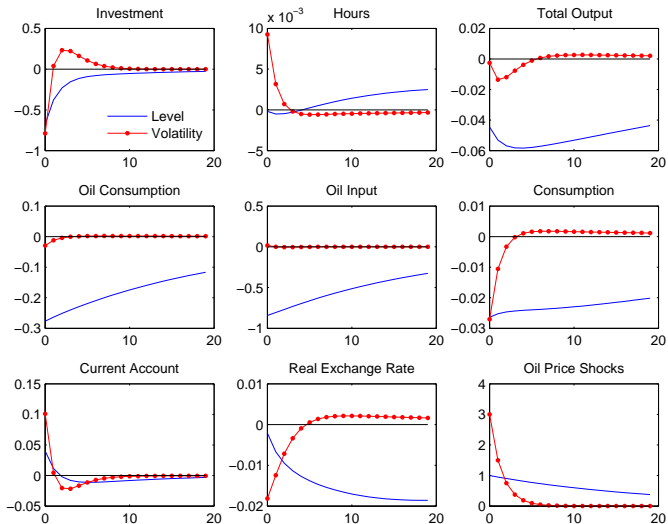 Investment
0.5
0
−0.5
−1
0 10 20
Level
Volatility
Hours
x 10−3
10
5
0
−5
0 10 20
Total Output
0.02
0
−0.02
−0.04
−0.06
0 10 20
Oil Consumption
0.1
0
−0.1
−0.2
−0.3
0 10 20
Oil Input
0.5
0
−0.5
−1
0 10 20
Consumption
0.01
0
−0.01
−0.02
−0.03
0 10 20
Current Account
0.15
0.1
0.05
0
−0.05
0 10 20
Real Exchange Rate
0.01
0
−0.01
−0.02
0 10 20
Oil Price Shocks
4
3
2
1
0
0 10 20